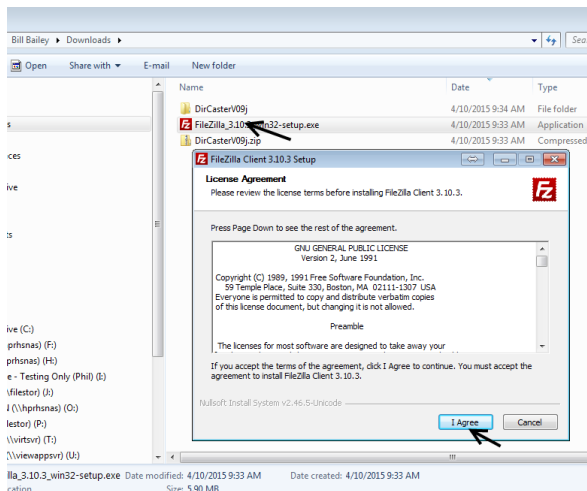 Bill Bailey ▸ Downloads ▸
Sea
Open Share with ▼ E-mail New folder
Name Date Type
DirCasterV09j 4/10/2015 9:34 AM File folder
FileZilla_3.10.3_win32-setup.exe 4/10/2015 9:33 AM Application
DirCasterV09j.zip 4/10/2015 9:33 AM Compressed
s
ces
ive
ts
ive (C:)
prhsnas) (F:)
prhsnas) (H:)
e - Testing Only (Phil) (I:)
\filestor) (J:)
N (\\hprhsnas) (O:)
lestor) (P:)
\\virtsvr) (T:)
(\\viewappsvr) (U:)
FileZilla Client 3.10.3 Setup
License Agreement
Please review the license terms before installing FileZilla Client 3.10.3.
Press Page Down to see the rest of the agreement.
GNU GENERAL PUBLIC LICENSE
Version 2, June 1991
Copyright (C) 1989, 1991 Free Software Foundation, Inc.
59 Temple Place, Suite 330, Boston, MA 02111-1307 USA
Everyone is permitted to copy and distribute verbatim copies
of this license document, but changing it is not allowed.
Preamble
The licenses for most software are designed to take away your
If you accept the terms of the agreement, click I Agree to continue. You must accept the
agreement to install FileZilla Client 3.10.3.
Nullsoft Install System v2.46.5-Unicode
I Agree Cancel
lla_3.10.3_win32-setup.exe Date modified: 4/10/2015 9:33 AM Date created: 4/10/2015 9:33 AM
cation Size: 5.90 MB